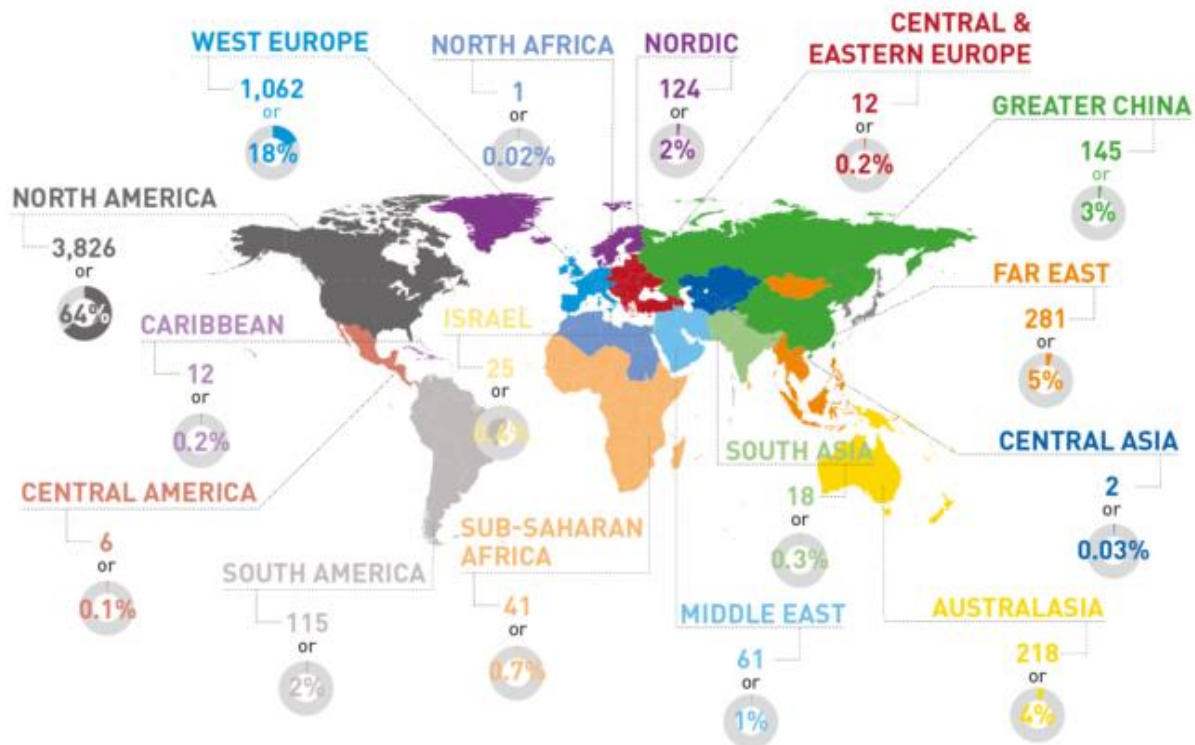 WEST EUROPE
1,062
or
18%
NORTH AFRICA
1
or
0.02%
NORDIC
124
or
2%
CENTRAL &
EASTERN EUROPE
12
or
0.2%
GREATER CHINA
145
or
3%
NORTH AMERICA
3,826
or
64%
CARIBBEAN
12
or
0.2%
ISRAEL
25
or
FAR EAST
281
or
5%
CENTRAL AMERICA
6
or
0.1%
SOUTH AMERICA
115
or
2%
SUB-SAHARAN
AFRICA
41
or
0.7%
SOUTH ASIA
18
or
0.3%
CENTRAL ASIA
2
or
0.03%
MIDDLE EAST
61
or
1%
AUSTRALASIA
218
or
4%